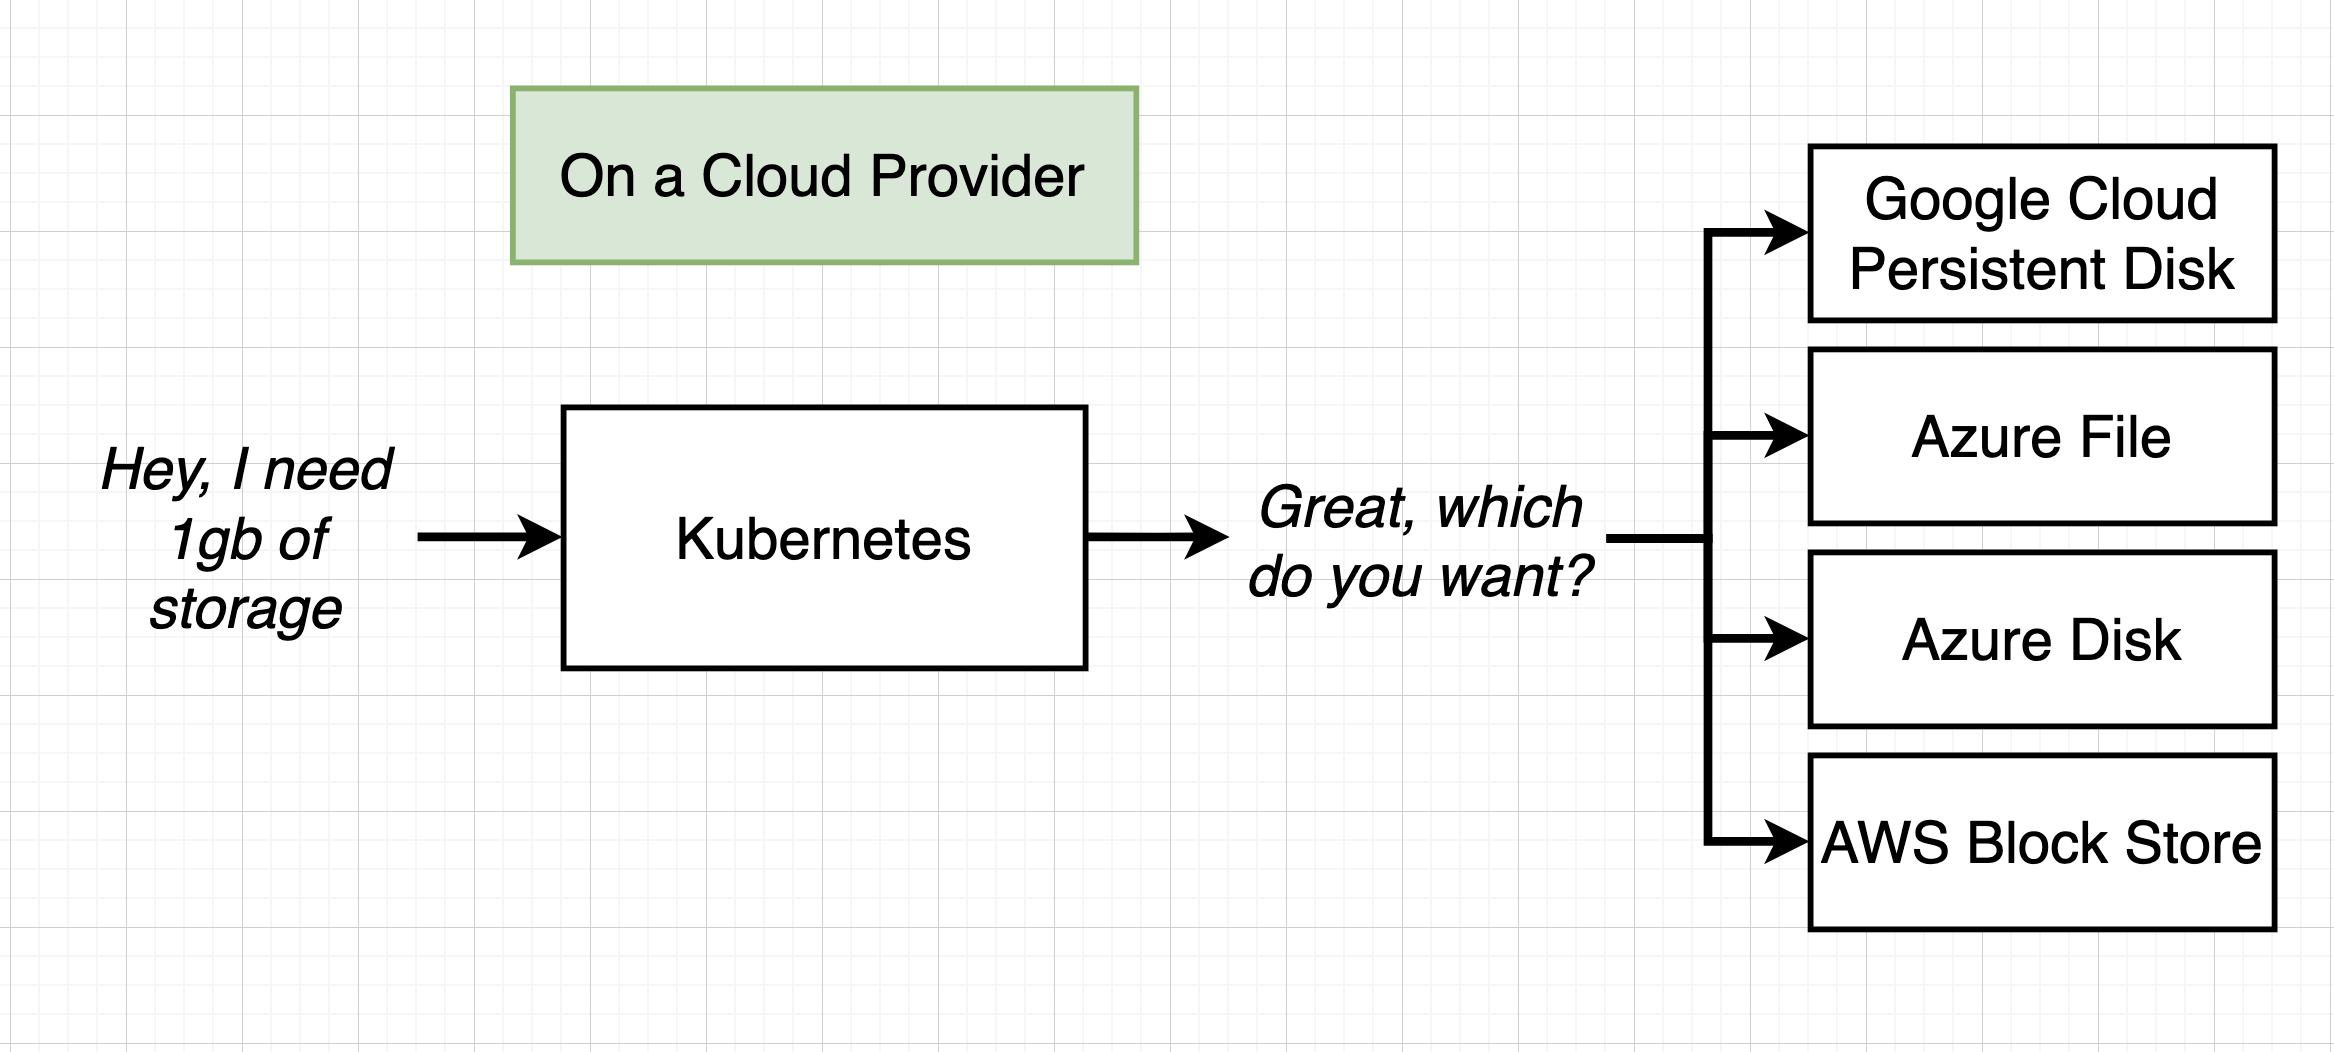 On a Cloud Provider
Hey, I need
1gb of
storage
Kubernetes
Great, which
do you want?
Google Cloud
Persistent Disk
Azure File
Azure Disk
AWS Block Store